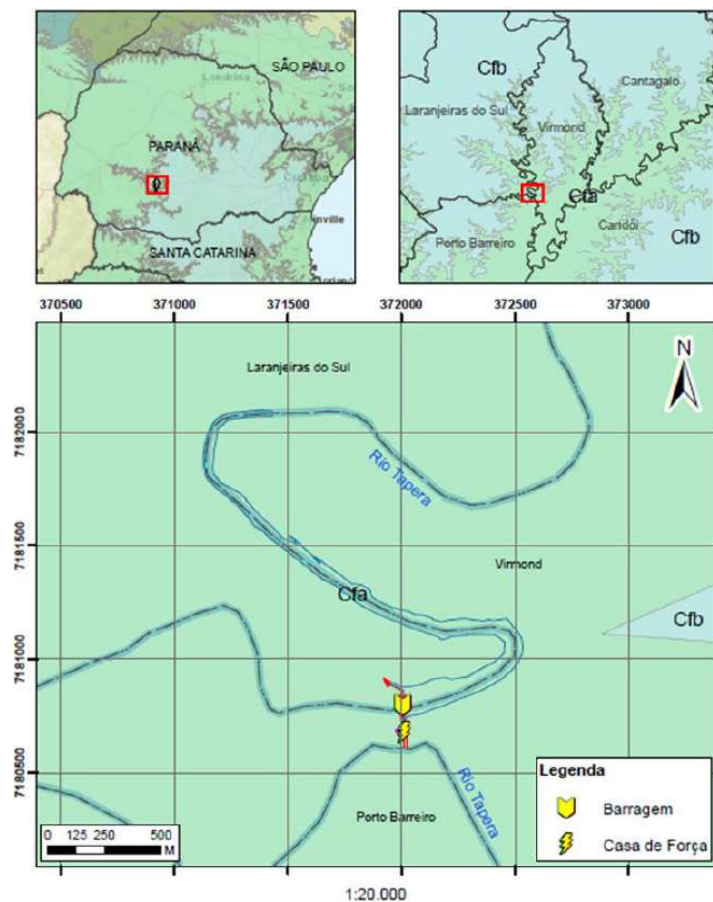 SÃO PAULO
Londrina
PARANÁ
SANTA CATARINA
Cfb
Cantagalo
Laranjeiras do Sul
Virmond
Cfa
Candói
Porto Barreiro
Cfb
370500 371000 371500 372000 372500 373000
Laranjeiras do Sul
N
7182000
Rio Tapera
7181500
Virmond
Cfa
Cfb
7181000
7180500
Porto Barreiro
Rio Tapera
Legenda
Barragem
Casa de Força
0 125 250 500
M
1:20.000